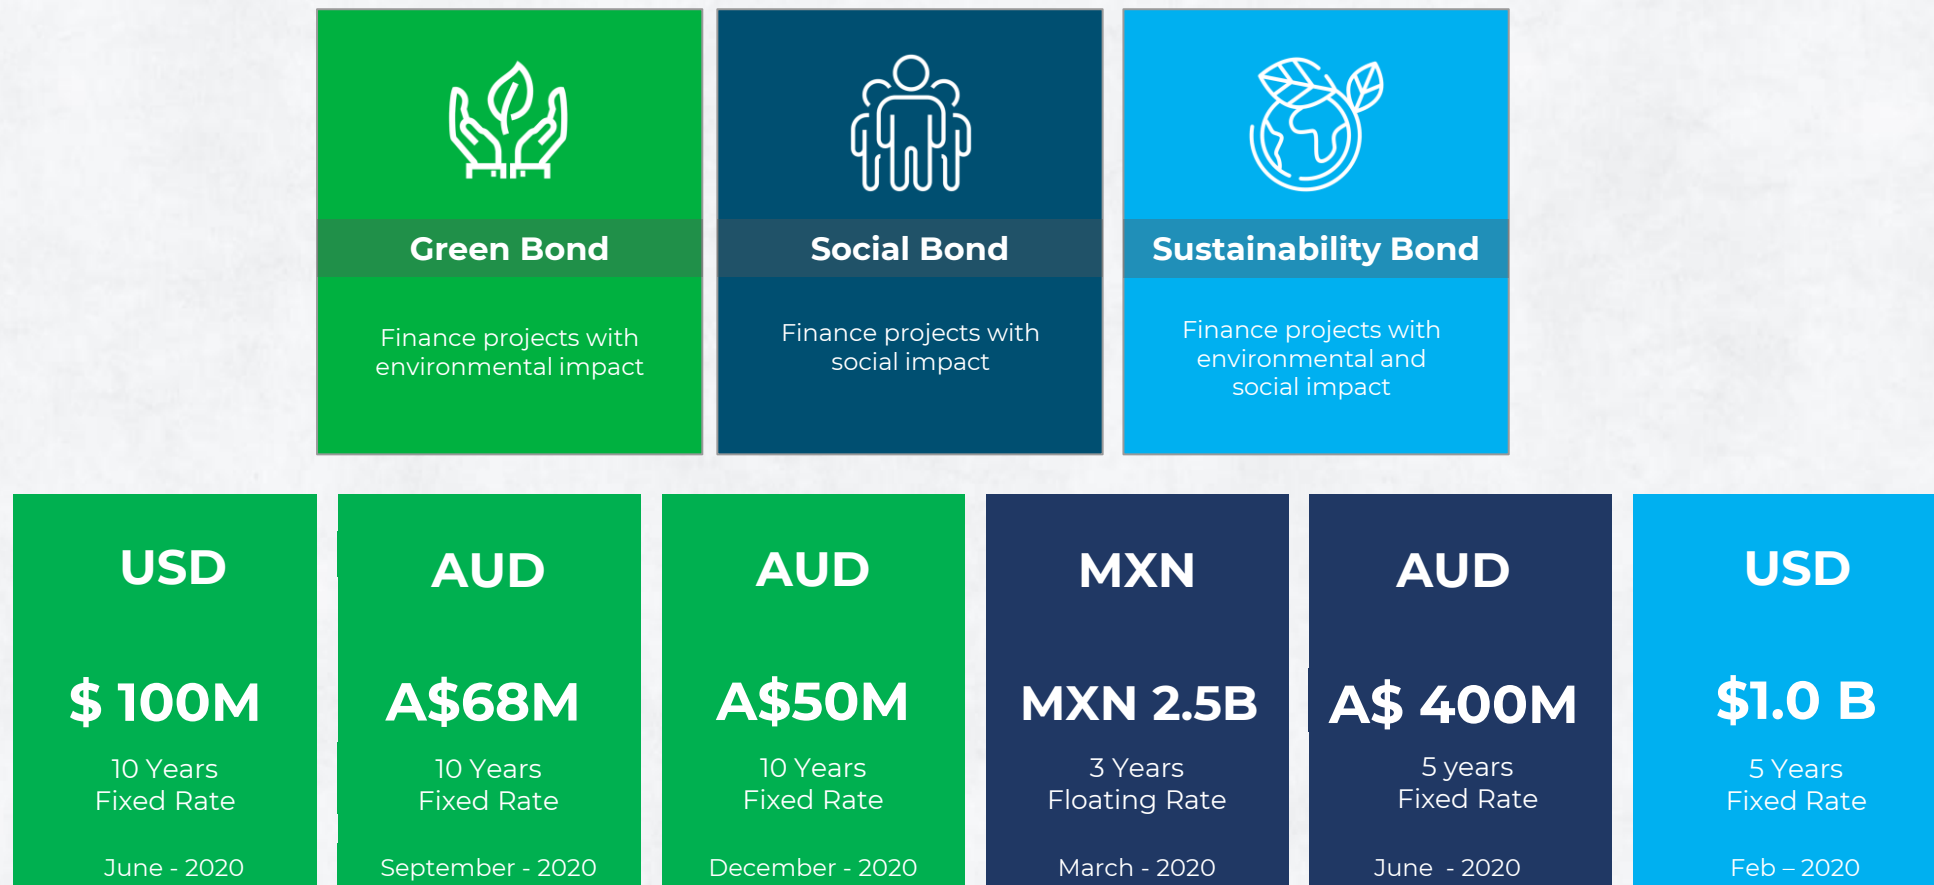 Green Bond
Finance projects with
environmental impact
Social Bond
Finance projects with
social impact
Sustainability Bond
Finance projects with
environmental and
social impact
USD
$ 100M
10 Years
Fixed Rate
June - 2020
AUD
A$68M
10 Years
Fixed Rate
September - 2020
AUD
A$50M
10 Years
Fixed Rate
December - 2020
MXN
MXN 2.5B
3 Years
Floating Rate
March - 2020
AUD
A$ 400M
5 years
Fixed Rate
June - 2020
USD
$1.0 B
5 Years
Fixed Rate
Feb – 2020